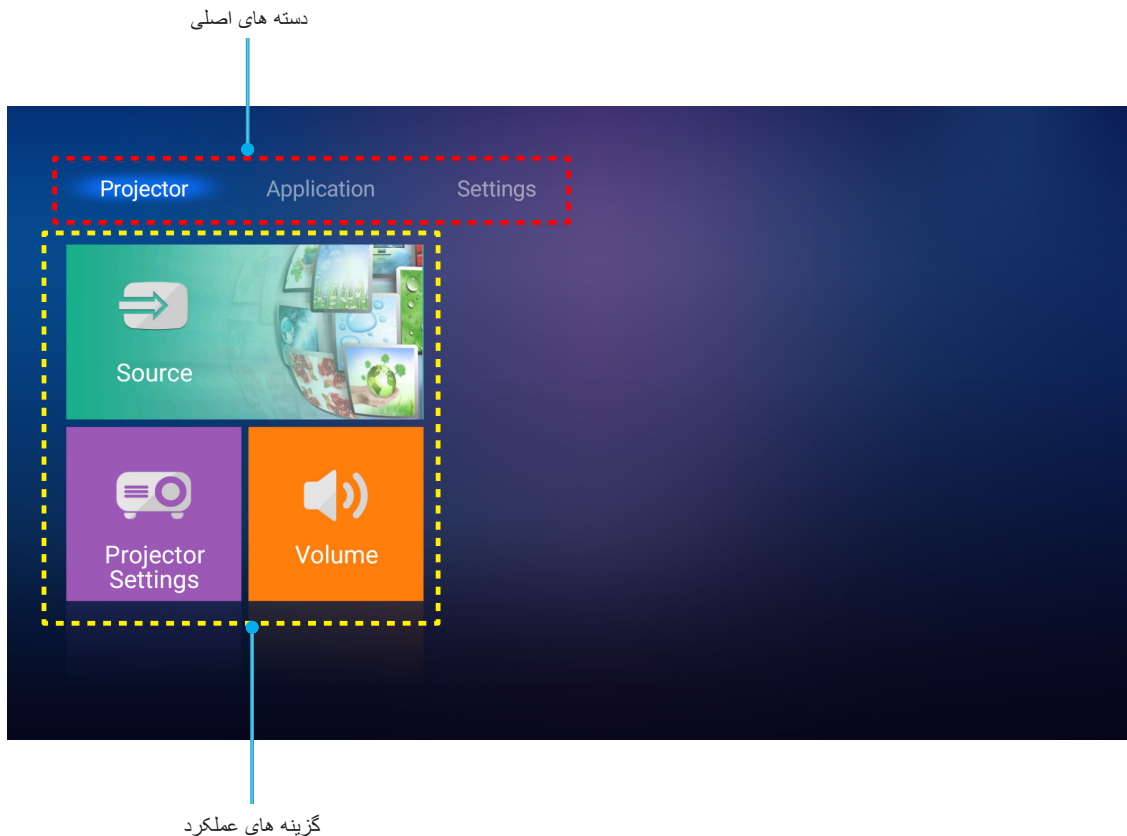 دسته های اصلی
Projector Application Settings
Source
Projector
Settings
Volume
گزینه های عملکرد